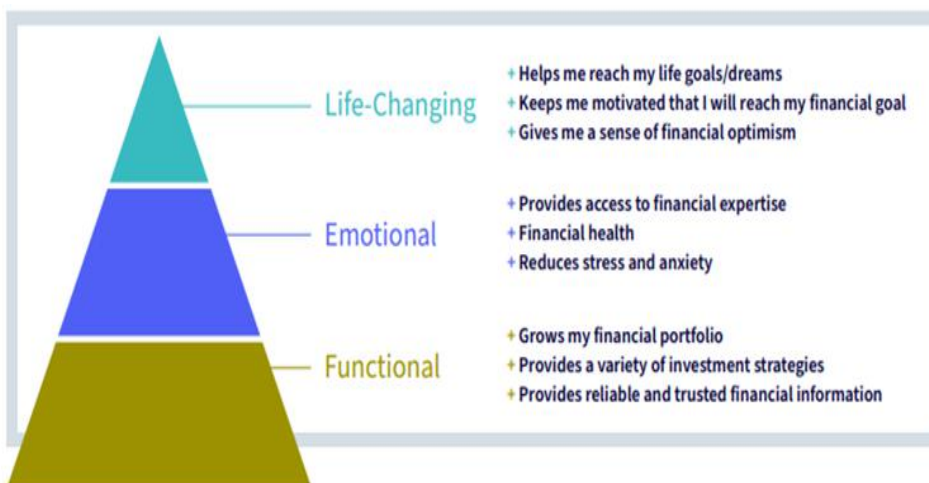 Life-Changing
+ Helps me reach my life goals/dreams
+ Keeps me motivated that I will reach my financial goal
+ Gives me a sense of financial optimism
Emotional
+ Provides access to financial expertise
+ Financial health
+ Reduces stress and anxiety
Functional
+ Grows my financial portfolio
+ Provides a variety of investment strategies
+ Provides reliable and trusted financial information